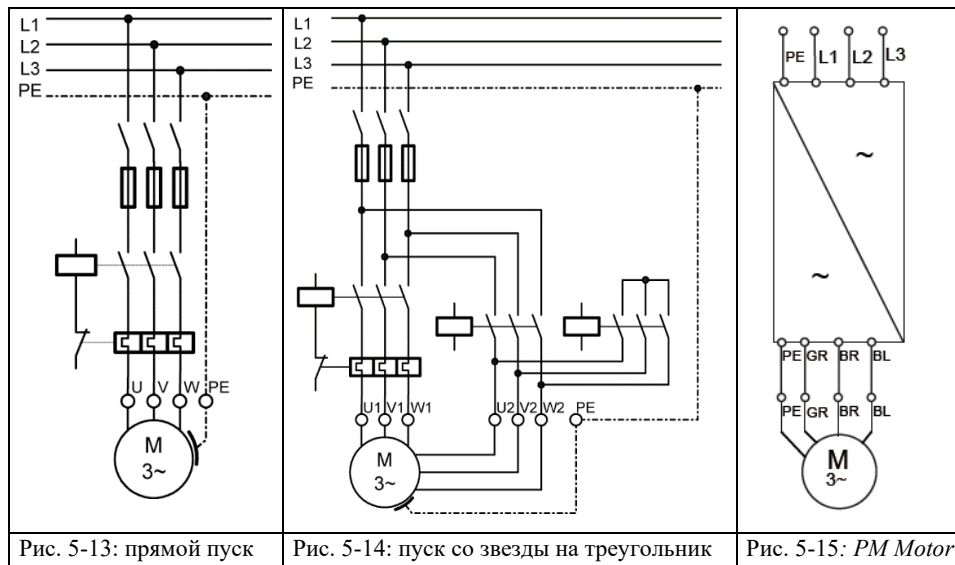 L1
L2
L3
PE
U V W PE
M
3~
Рис. 5-13: прямой пуск
L1
L2
L3
PE
U1 V1 W1 U2 V2 W2 PE
M
3~
Рис. 5-14: пуск со звезды на треугольник
PE L1 L2 L3
~
~
PE GR BR BL
PE GR BR BL
M
3~
Рис. 5-15: PM Motor